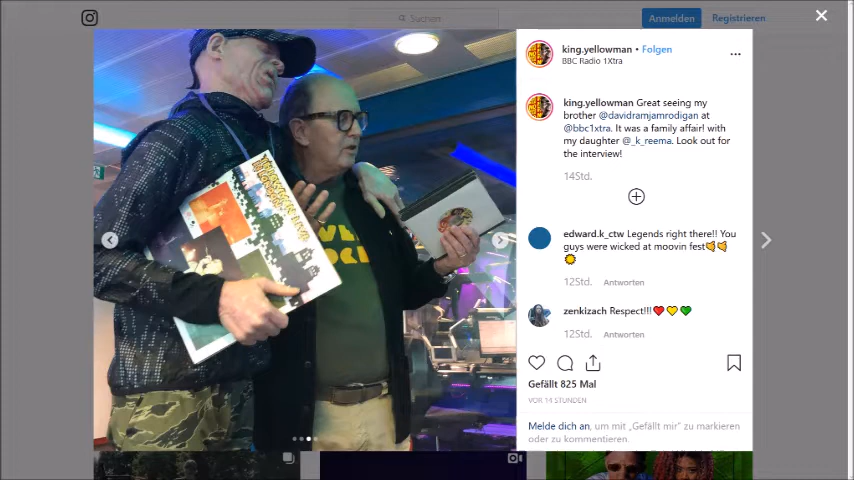 Suchen
Anmelden
Registrieren
king.yellowman • Folgen
BBC Radio 1Xtra
king.yellowman Great seeing my
brother @davidramjamrodigan at
@bbc1xtra. It was a family affair! with
my daughter @_k_reema. Look out for
the interview!
14Std.
edward.k_ctw Legends right there!! You
guys were wicked at moovin fest
12Std. Antworten
zenkizach Respect!!!❤️💛💚
12Std. Antworten
Gefällt 825 Mal
VOR 14 STUNDEN
Melde dich an, um mit „Gefällt mir" zu markieren
oder zu kommentieren.